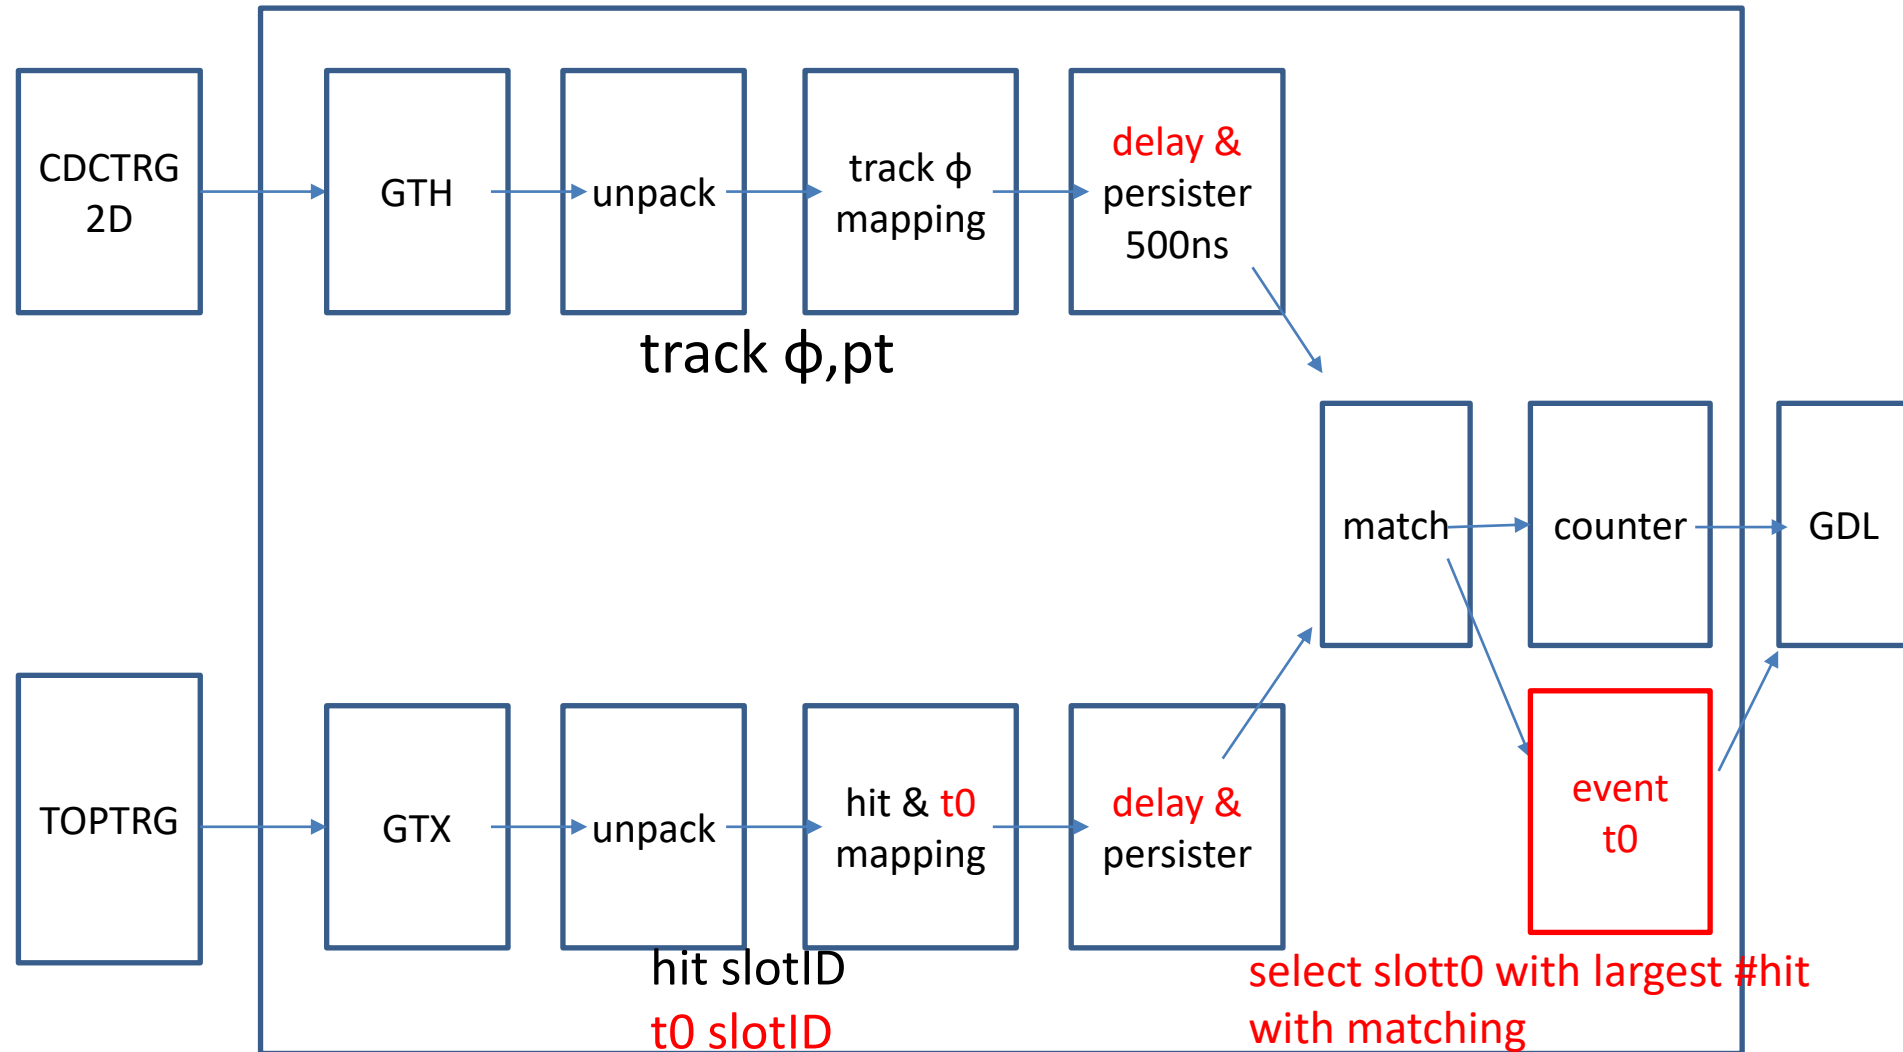 CDCTRG
2D
GTH
unpack
track ϕ
mapping
delay &
persister
500ns
track ϕ,pt
match
counter
GDL
TOPTRG
GTX
unpack
hit & t0
mapping
delay &
persister
event
t0
hit slotID
t0 slotID
select slott0 with largest #hit
with matching